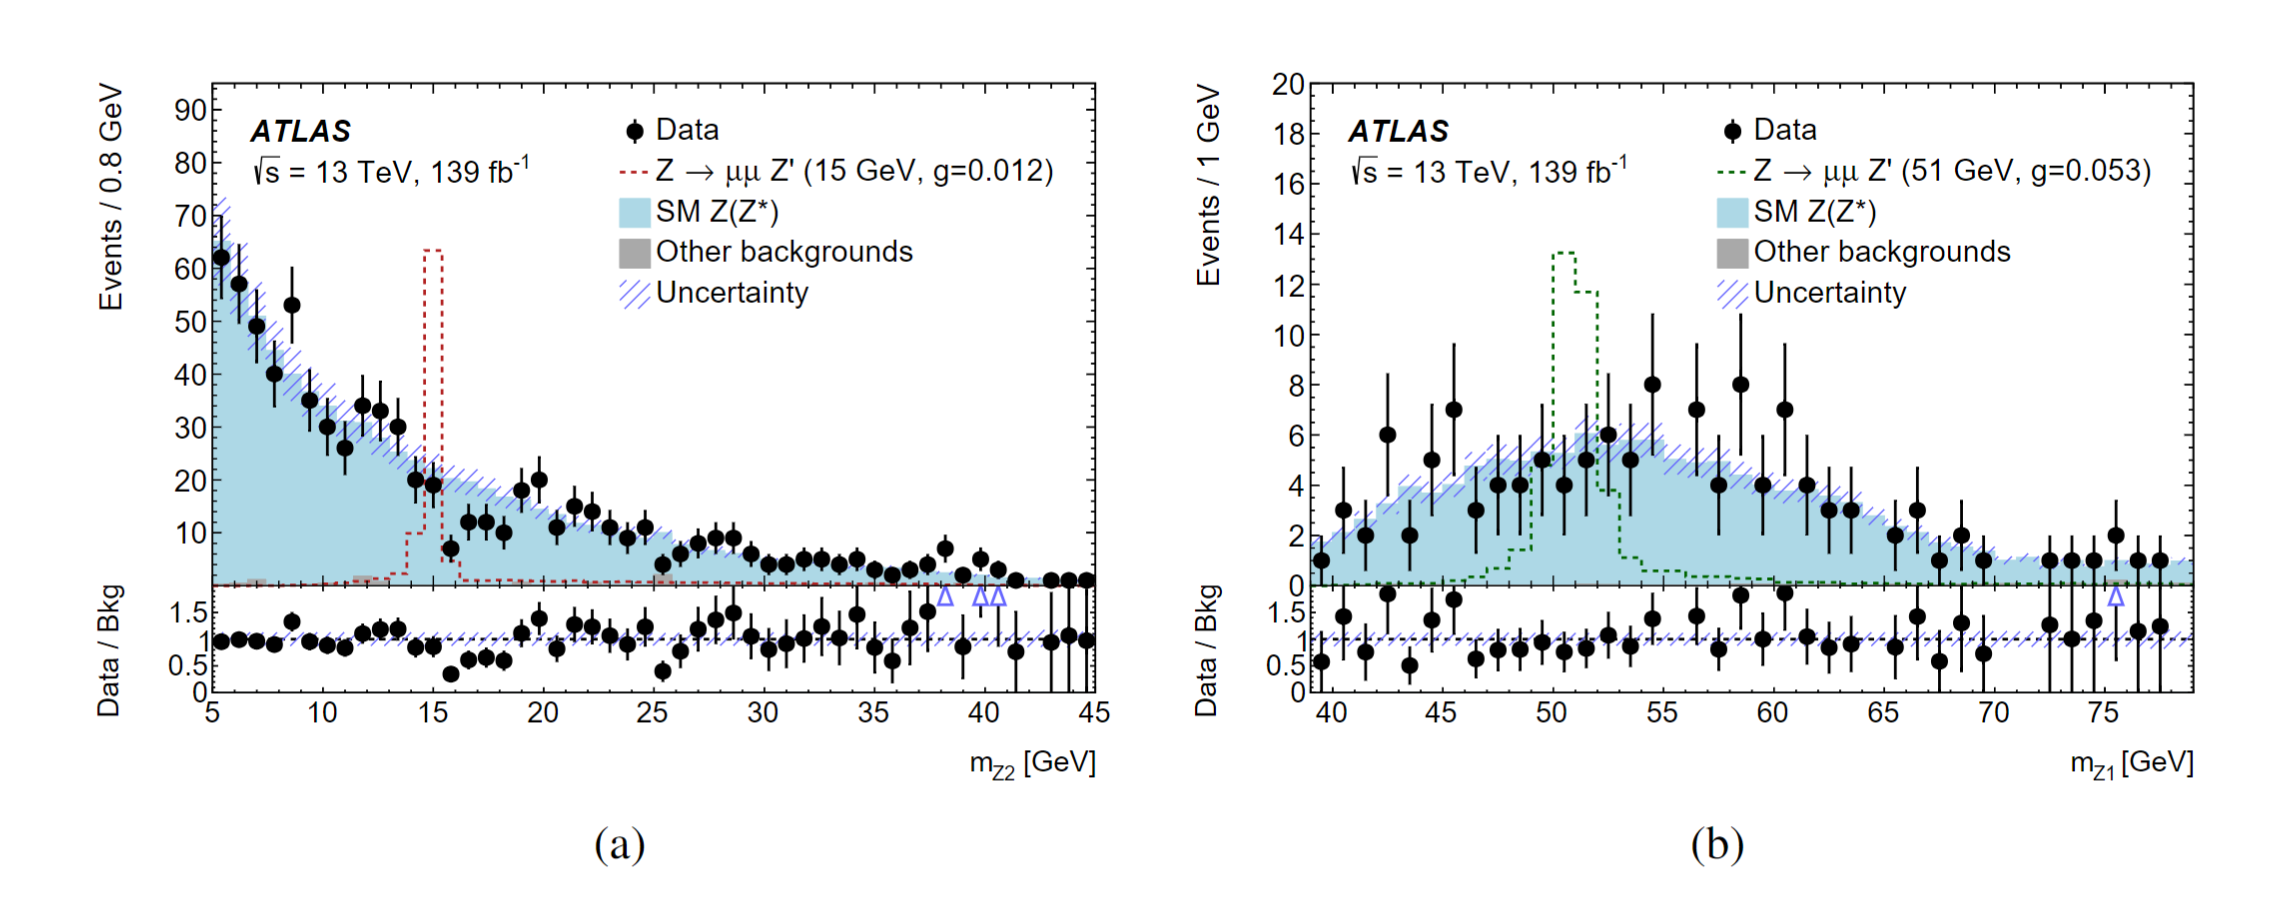 Events / 0.8 GeV
90
80
70
60
50
40
30
20
10
ATLAS
√s = 13 TeV, 139 fb⁻¹
Data
Z → μμ Z' (15 GeV, g=0.012)
SM Z(Z*)
Other backgrounds
Uncertainty
Data / Bkg
1.5
1
0.5
0
5 10 15 20 25 30 35 40 45
m_Z2 [GeV]
(a)
Events / 1 GeV
20
18
16
14
12
10
8
6
4
2
0
ATLAS
√s = 13 TeV, 139 fb⁻¹
Data
Z → μμ Z' (51 GeV, g=0.053)
SM Z(Z*)
Other backgrounds
Uncertainty
Data / Bkg
1.5
1
0.5
0
40 45 50 55 60 65 70 75
m_Z1 [GeV]
(b)